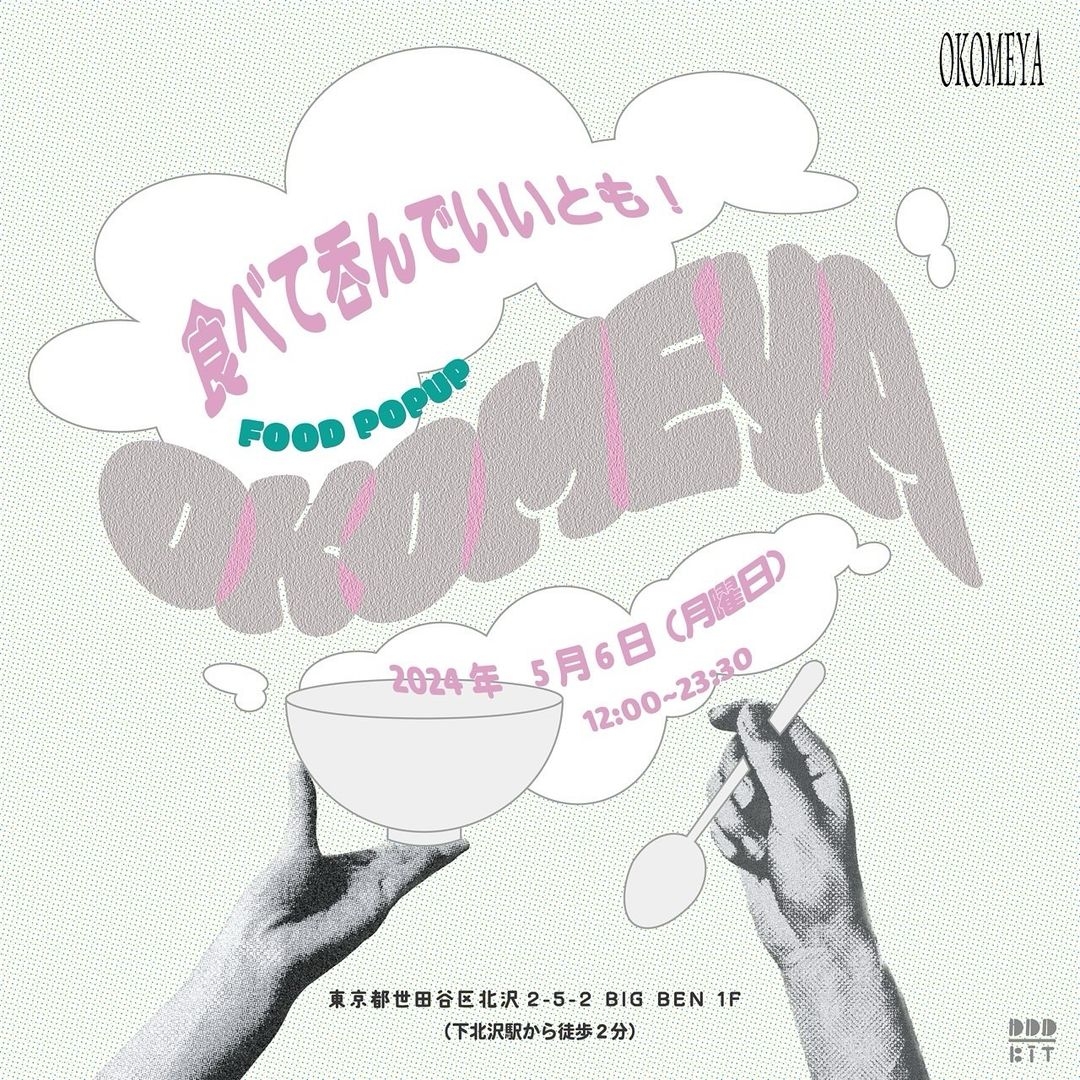 OKOMEYA
食べて呑んでいいとも！
FOOD POPUP
OKOMEYA
2024年 5月6日（月曜日）
12:00~23:30
東京都世田谷区北沢2-5-2 BIG BEN 1F
（下北沢駅から徒歩2分）
DDD
BIT